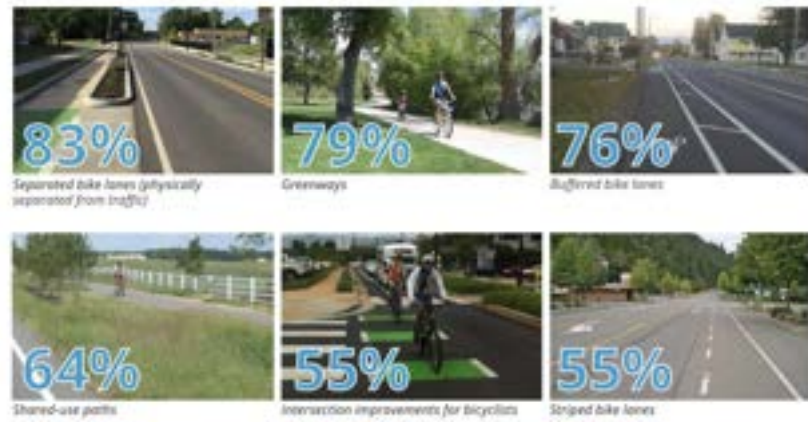 83%
Separated bike lanes (physically
separated from traffic)
79%
Greenways
76%
Buffered bike lanes
64%
Shared-use paths
55%
Intersection improvements for bicyclists
55%
Striped bike lanes